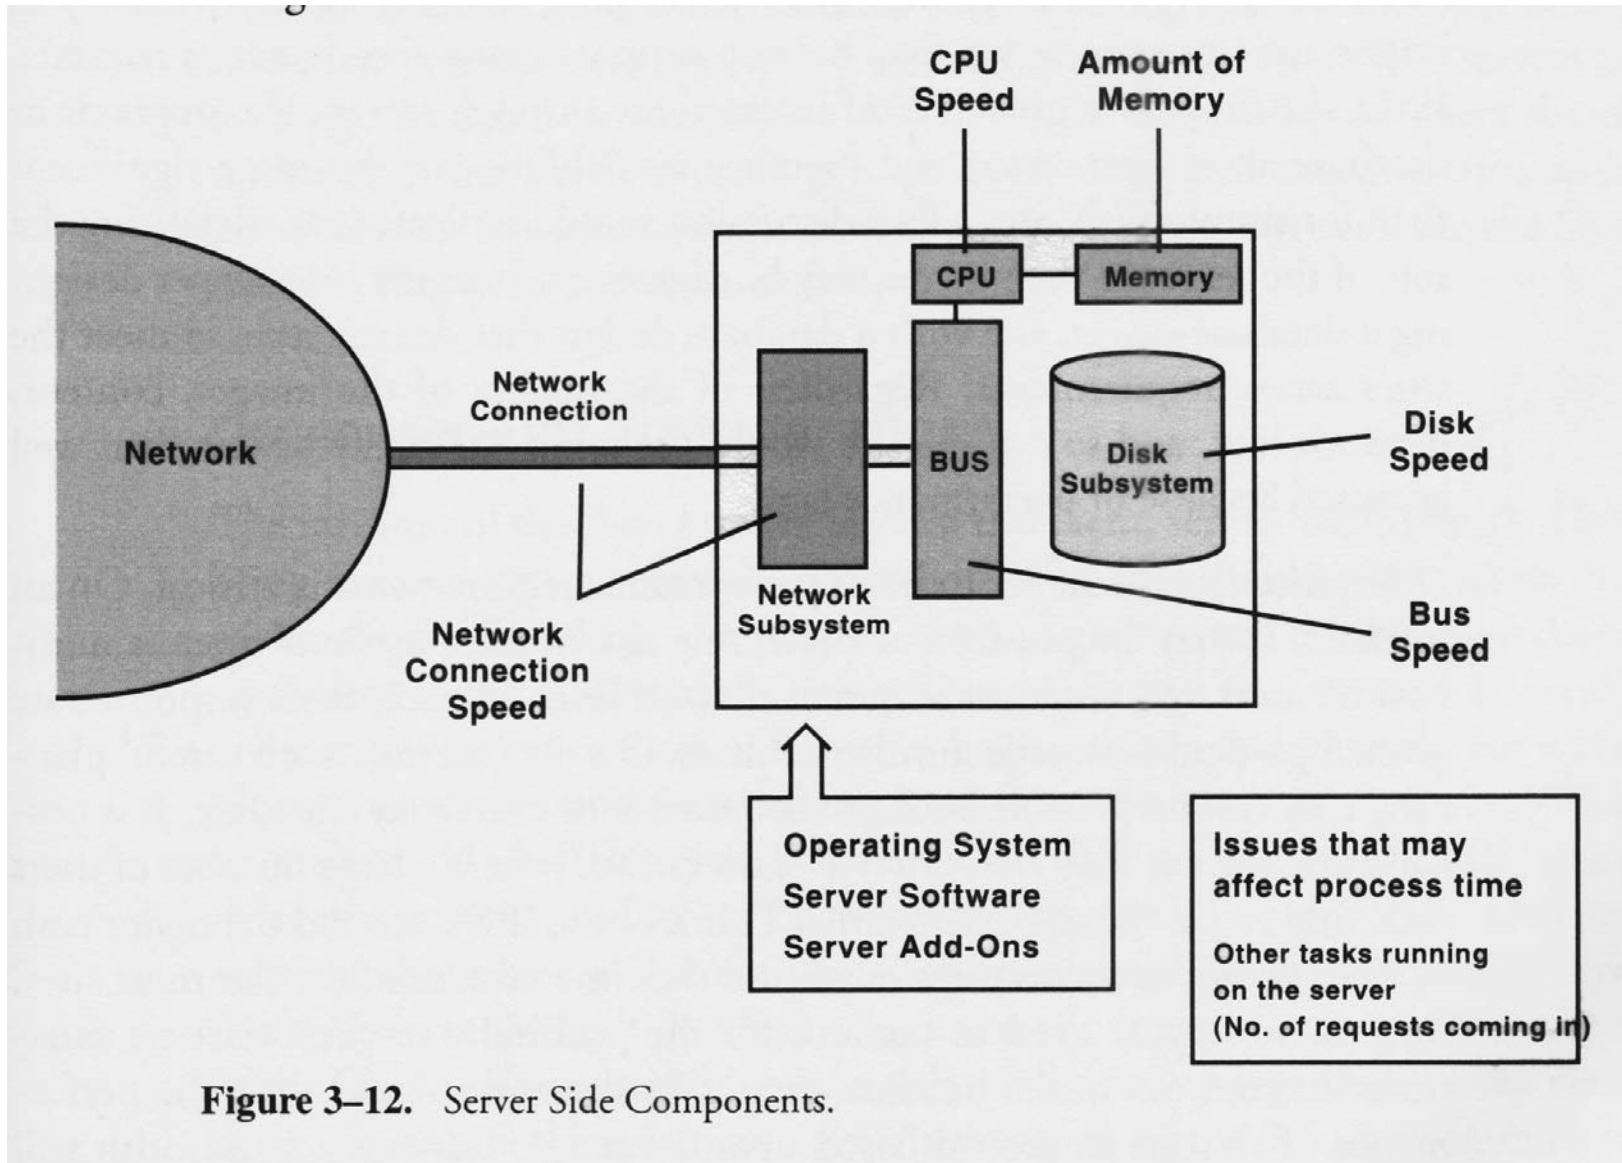 CPU
Speed
Amount of
Memory
CPU
Memory
Network
Connection
Network
BUS
Disk
Subsystem
Disk
Speed
Network
Subsystem
Bus
Speed
Network
Connection
Speed
Operating System
Server Software
Server Add-Ons
Issues that may
affect process time
Other tasks running
on the server
(No. of requests coming in)
Figure 3–12. Server Side Components.